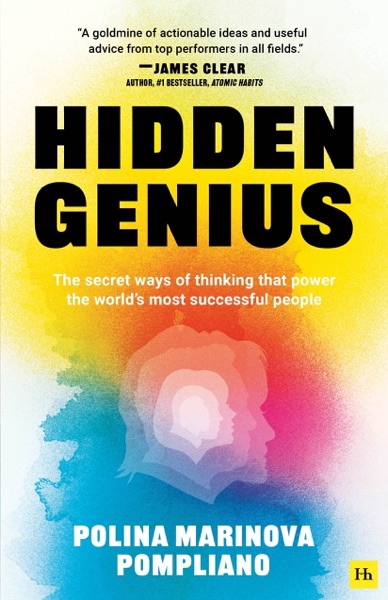 “A goldmine of actionable ideas and useful
advice from top performers in all fields.”
—JAMES CLEAR
AUTHOR, #1 BESTSELLER, ATOMIC HABITS
HIDDEN
GENIUS
The secret ways of thinking that power
the world’s most successful people
POLINA MARINOVA
POMPLIANO
Hh